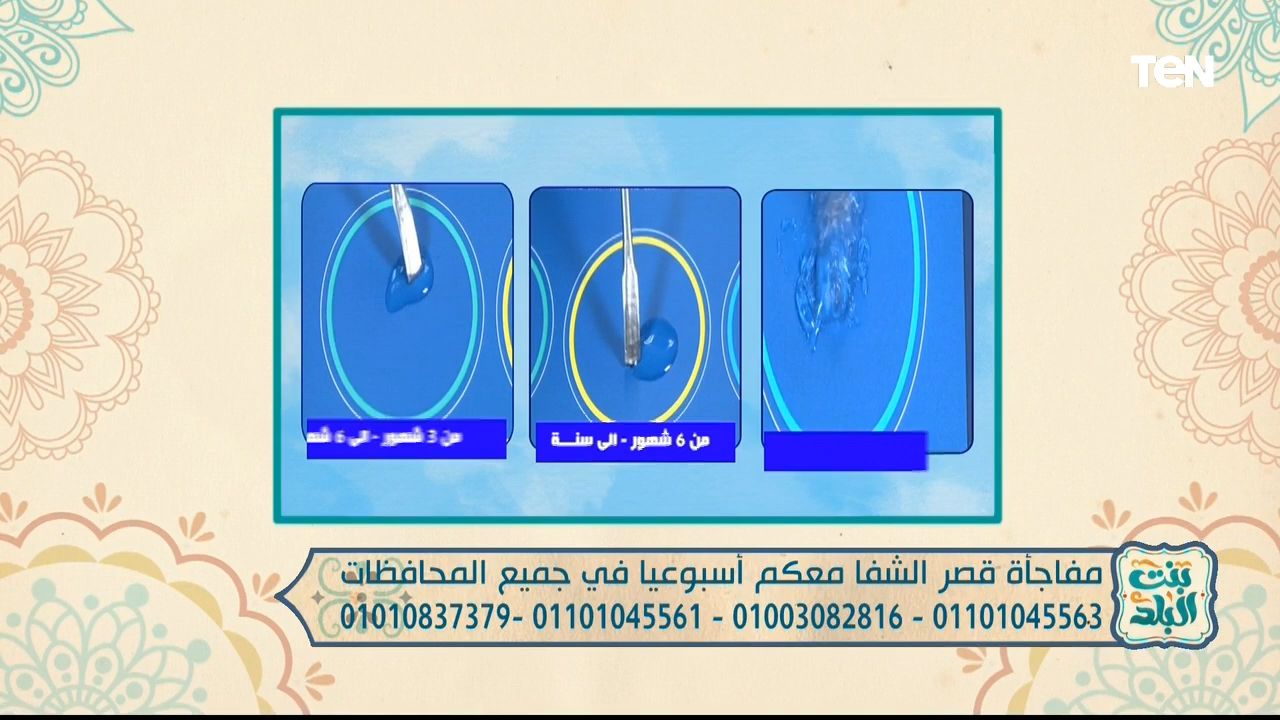 TEN
من 6 شهور - الى سنـــة
من 3 شهور - الى 6
مفاجأة قصر الشفا معكم أسبوعيا في جميع المحافظات
01101045563 - 01003082816 - 01101045561 -01010837379
بنت
البلد